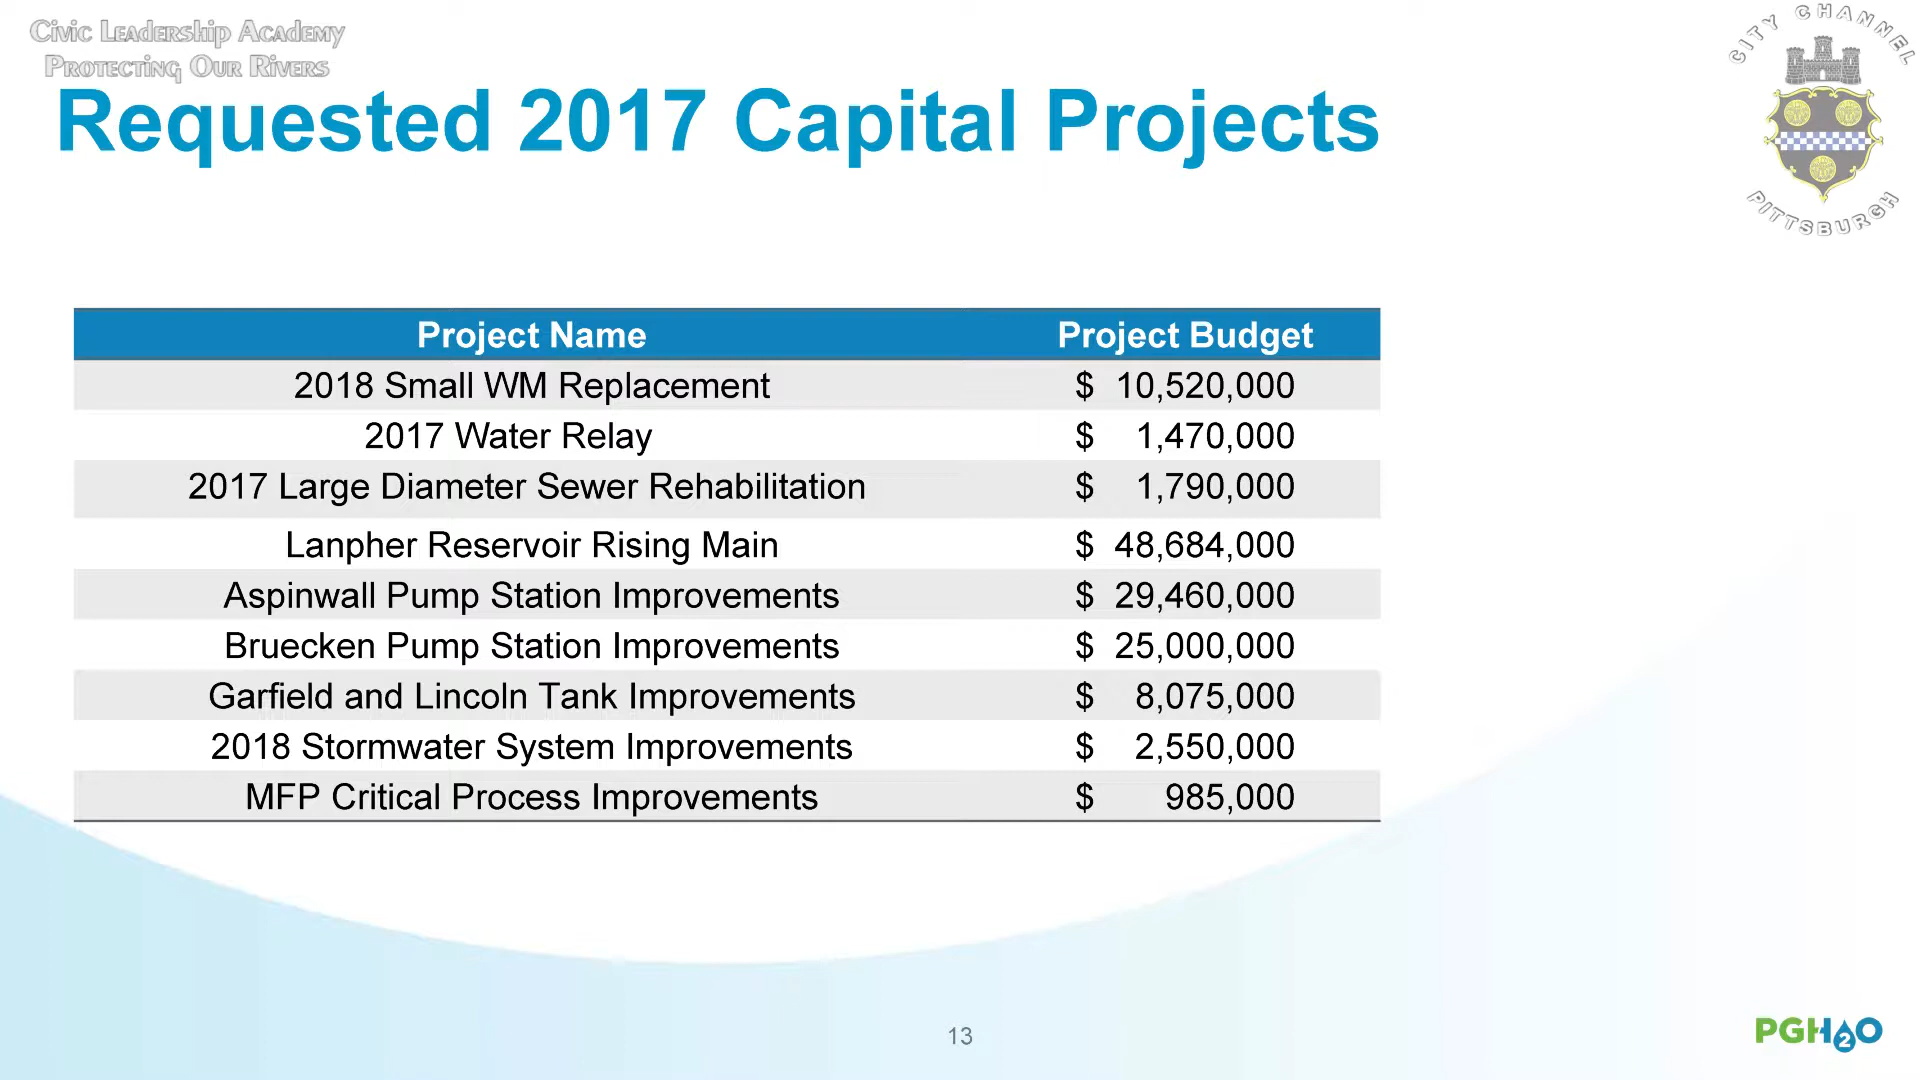 Civic Leadership Academy
Protecting Our Rivers
CITY CHANNEL
PITTSBURGH
Requested 2017 Capital Projects
Project Name Project Budget
2018 Small WM Replacement $ 10,520,000
2017 Water Relay $ 1,470,000
2017 Large Diameter Sewer Rehabilitation $ 1,790,000
Lanpher Reservoir Rising Main $ 48,684,000
Aspinwall Pump Station Improvements $ 29,460,000
Bruecken Pump Station Improvements $ 25,000,000
Garfield and Lincoln Tank Improvements $ 8,075,000
2018 Stormwater System Improvements $ 2,550,000
MFP Critical Process Improvements $ 985,000
13
PGH2O